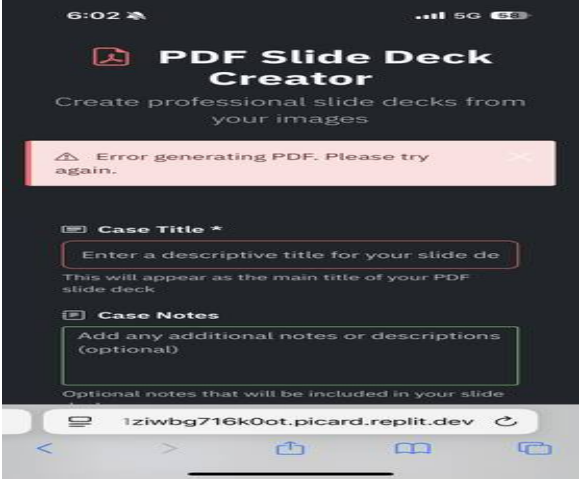 6:02
5G 58
PDF Slide Deck
Creator
Create professional slide decks from
your images
Error generating PDF. Please try
again.
Case Title *
Enter a descriptive title for your slide de
This will appear as the main title of your PDF
slide deck
Case Notes
Add any additional notes or descriptions
(optional)
Optional notes that will be included in your slide
1ziwbg716k0ot.picard.replit.dev